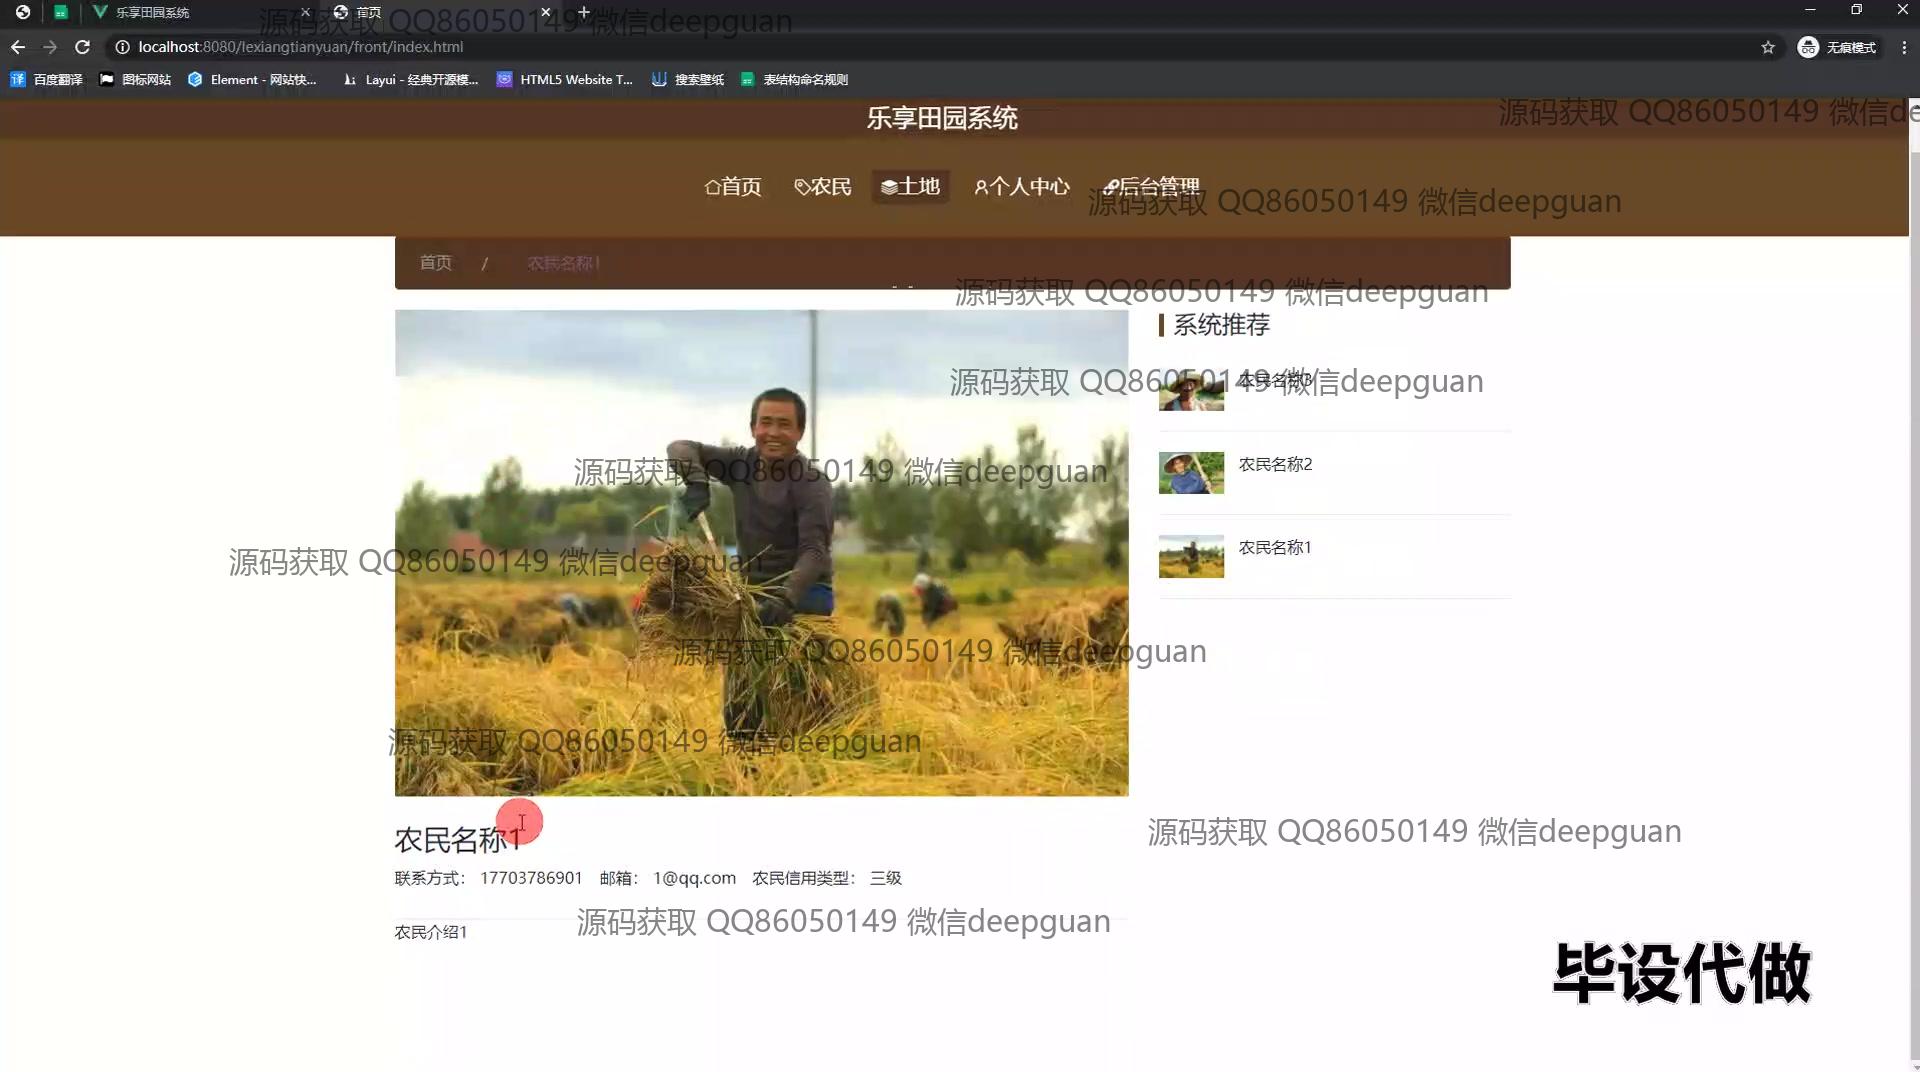 乐享田园系统
首页
源码获取 QQ86050149 微信deepguan
localhost:8080/lexiangtianyuan/front/index.html
无痕模式
百度翻译
图标网站
Element - 网站快...
Layui - 经典开源模...
HTML5 Website T...
搜索壁纸
表结构命名规则
乐享田园系统
源码获取 QQ86050149 微信de
首页
农民
土地
个人中心
后台管理
源码获取 QQ86050149 微信deepguan
首页 / 农民名称1
源码获取 QQ86050149 微信deepguan
系统推荐
农民名称3
源码获取 QQ86050149 微信deepguan
农民名称2
源码获取 QQ86050149 微信deepguan
农民名称1
源码获取 QQ86050149 微信deepguan
源码获取 QQ86050149 微信deepguan
源码获取 QQ86050149 微信deepguan
农民名称1
源码获取 QQ86050149 微信deepguan
联系方式： 17703786901 邮箱： 1@qq.com 农民信用类型： 三级
源码获取 QQ86050149 微信deepguan
农民介绍1
毕设代做